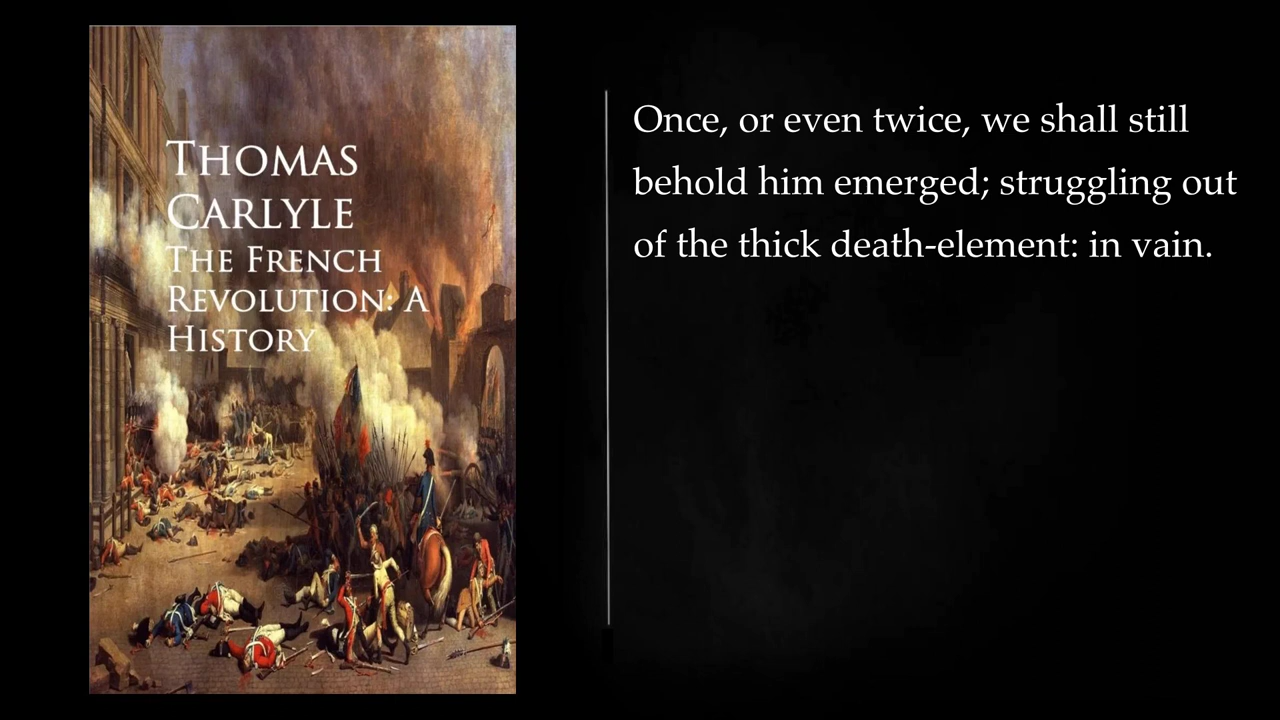 THOMAS
CARLYLE
THE FRENCH
REVOLUTION: A
HISTORY
Once, or even twice, we shall still
behold him emerged; struggling out
of the thick death-element: in vain.